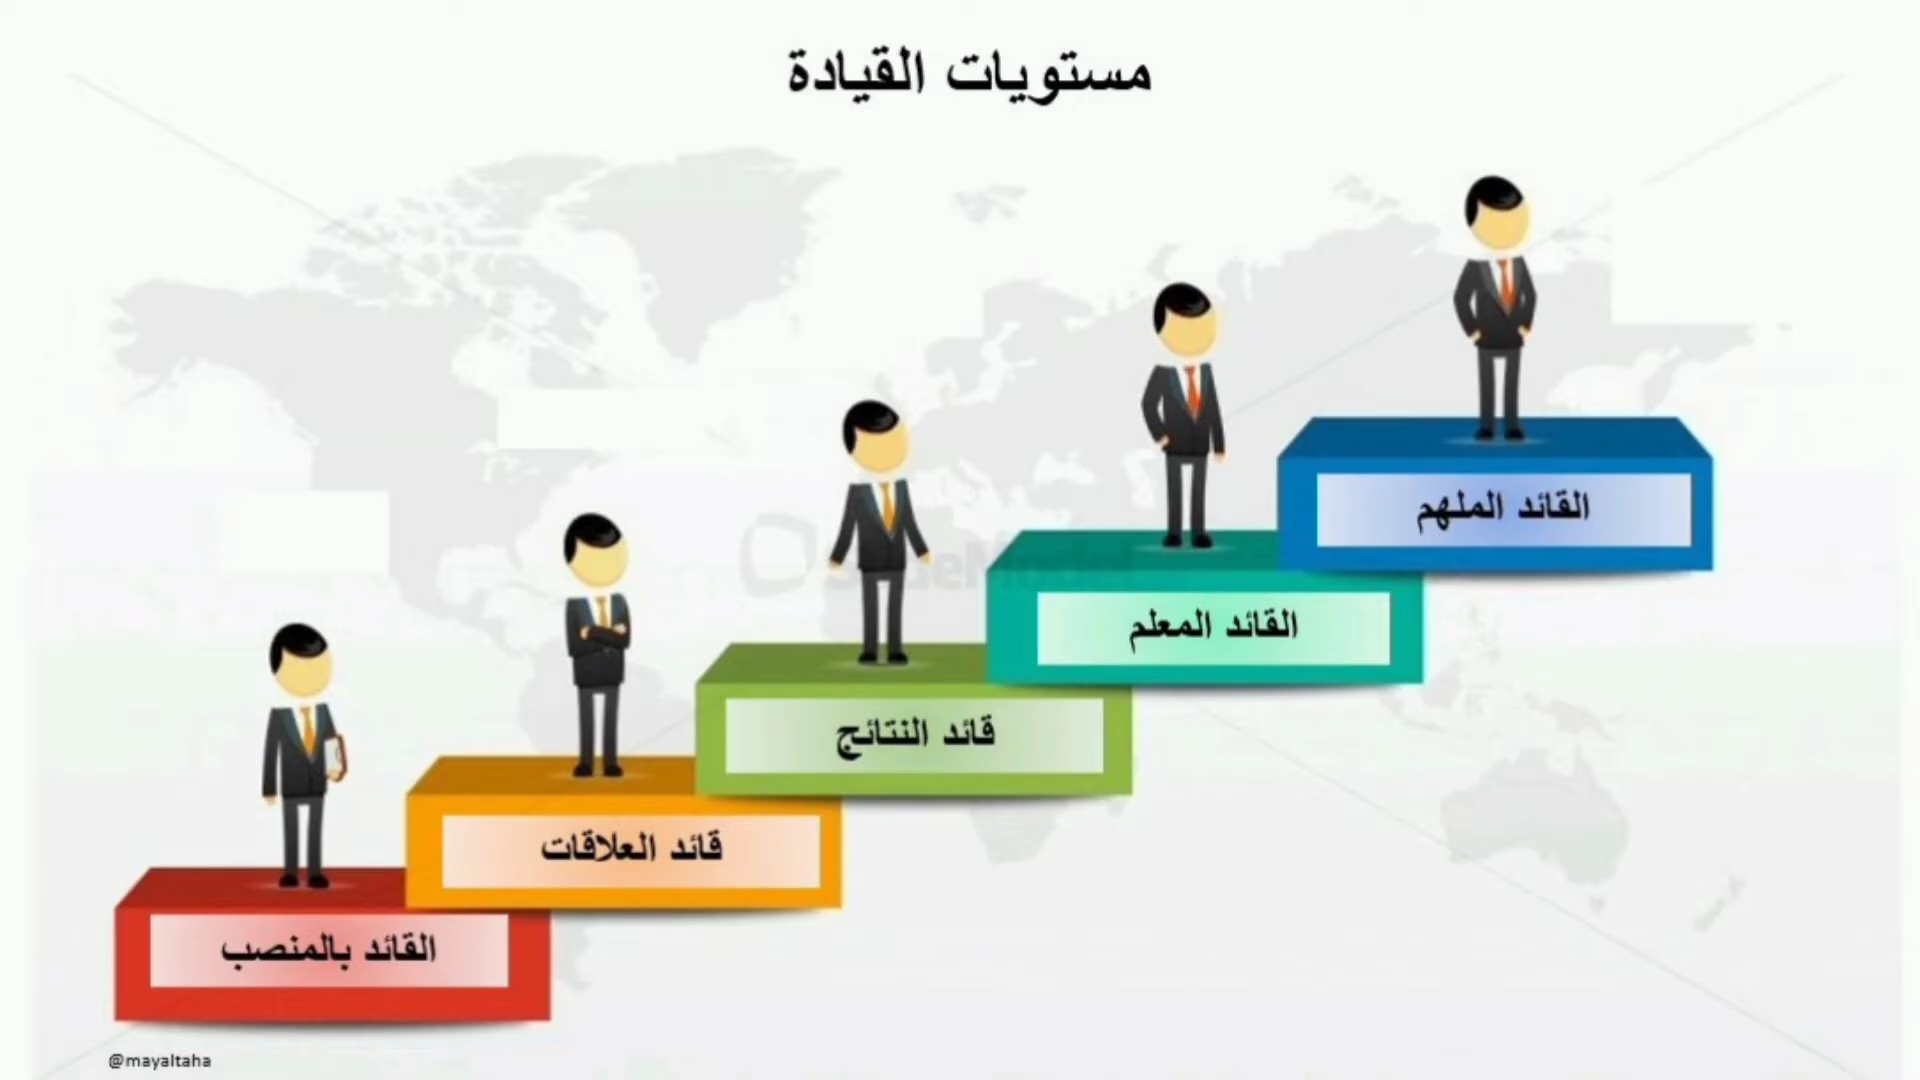 مستويات القيادة
القائد الملهم
القائد المعلم
قائد النتائج
قائد العلاقات
القائد بالمنصب
@mayaltaha